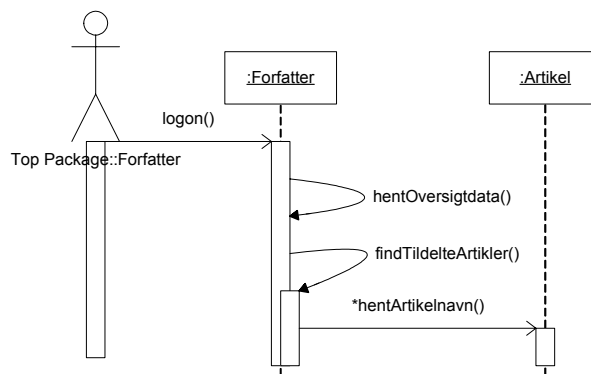 :Forfatter
:Artikel
logon()
Top Package::Forfatter
hentOversigtdata()
findTildelteArtikler()
*hentArtikelnavn()